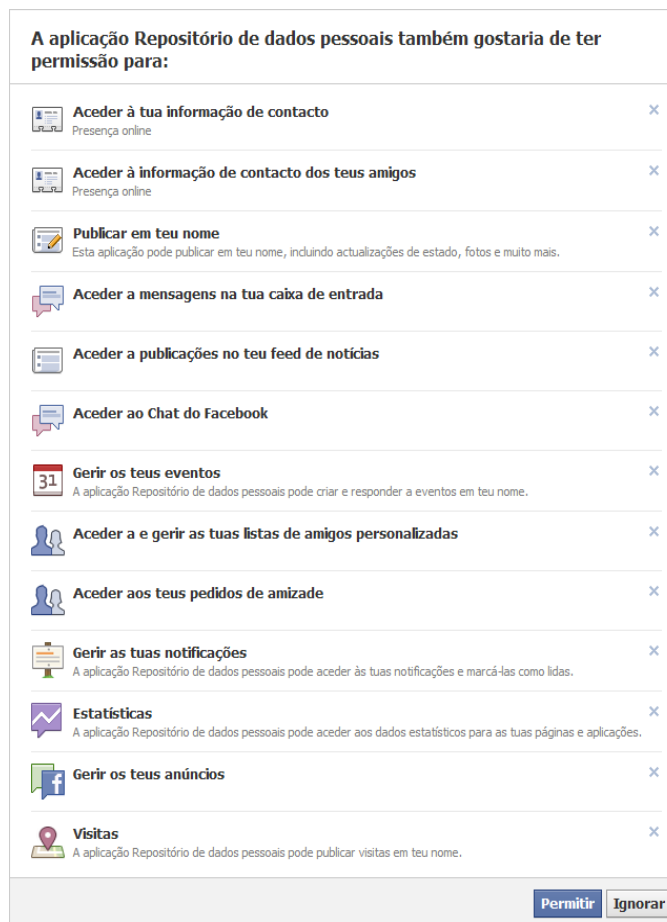 A aplicação Repositório de dados pessoais também gostaria de ter
permissão para:
Aceder à tua informação de contacto
Presença online
Aceder à informação de contacto dos teus amigos
Presença online
Publicar em teu nome
Esta aplicação pode publicar em teu nome, incluindo actualizações de estado, fotos e muito mais.
Aceder a mensagens na tua caixa de entrada
Aceder a publicações no teu feed de notícias
Aceder ao Chat do Facebook
31
Gerir os teus eventos
A aplicação Repositório de dados pessoais pode criar e responder a eventos em teu nome.
Aceder a e gerir as tuas listas de amigos personalizadas
Aceder aos teus pedidos de amizade
Gerir as tuas notificações
A aplicação Repositório de dados pessoais pode aceder às tuas notificações e marcá-las como lidas.
Estatísticas
A aplicação Repositório de dados pessoais pode aceder aos dados estatísticos para as tuas páginas e aplicações.
f
Gerir os teus anúncios
Visitas
A aplicação Repositório de dados pessoais pode publicar visitas em teu nome.
Permitir Ignorar